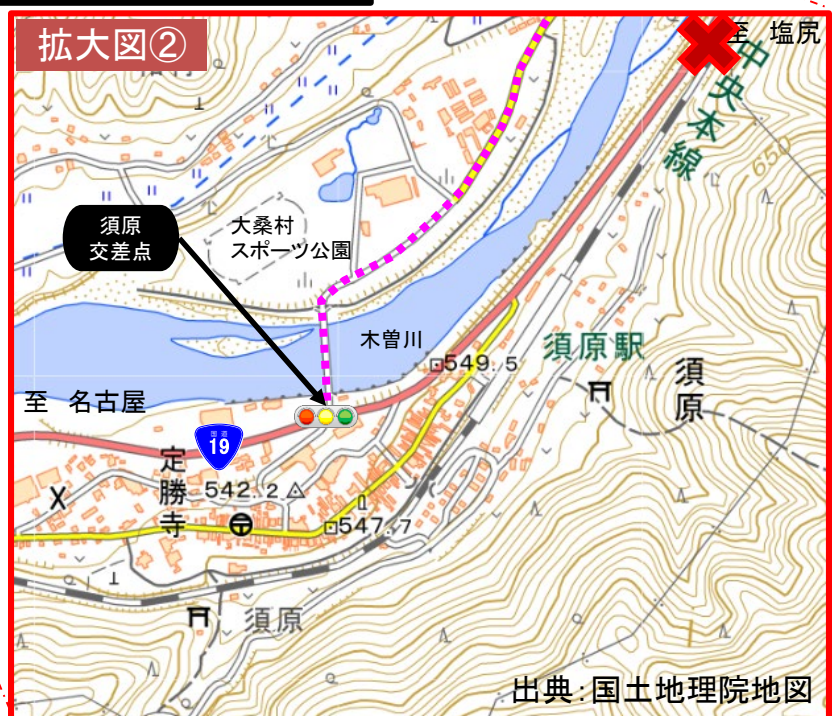 拡大図②
至 塩尻
中央本線
650
須原
交差点
大桑村
スポーツ公園
木曽川
549.5
須原駅
須原
至 名古屋
国道
19
定勝寺
542.2
547.7
須原
出典：国土地理院地図